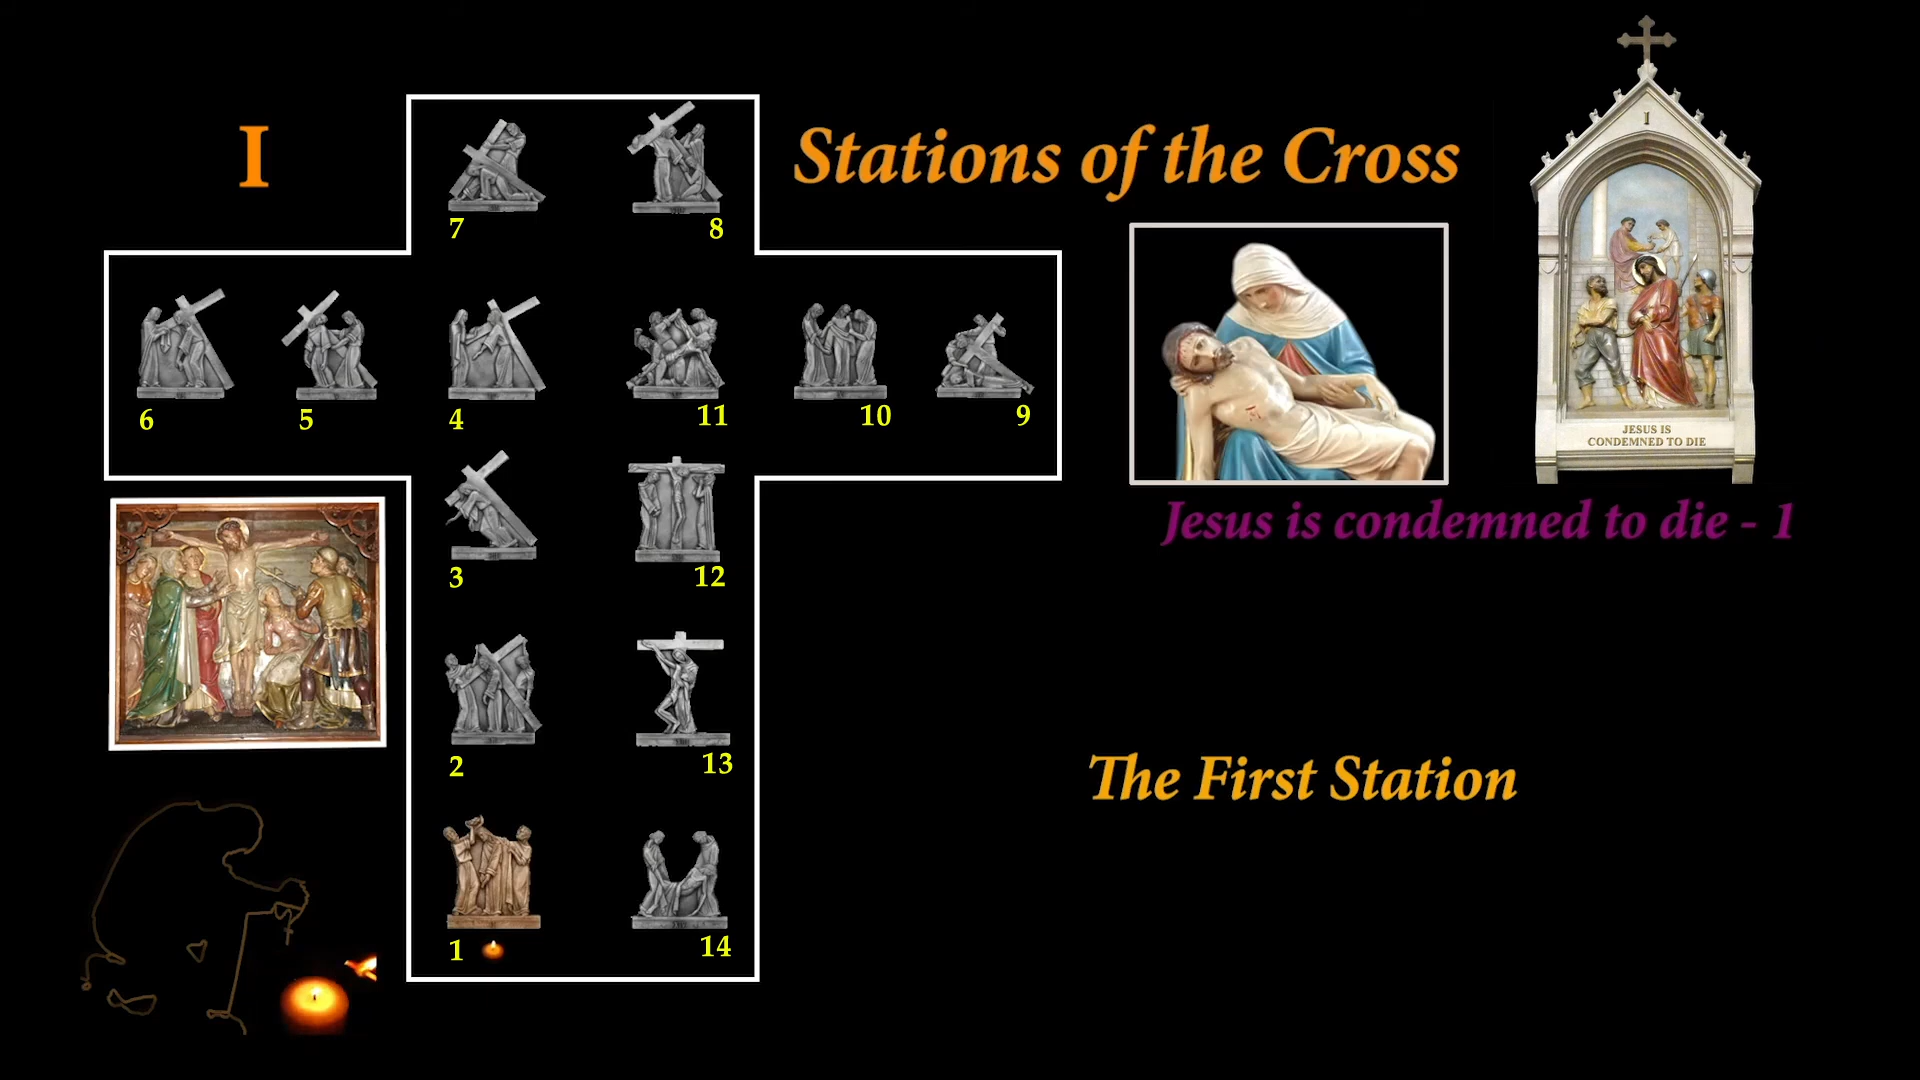 I
Stations of the Cross
I
7
8
6
5
4
11
10
9
JESUS IS
CONDEMNED TO DIE
Jesus is condemned to die - 1
3
12
2
13
The First Station
1
14